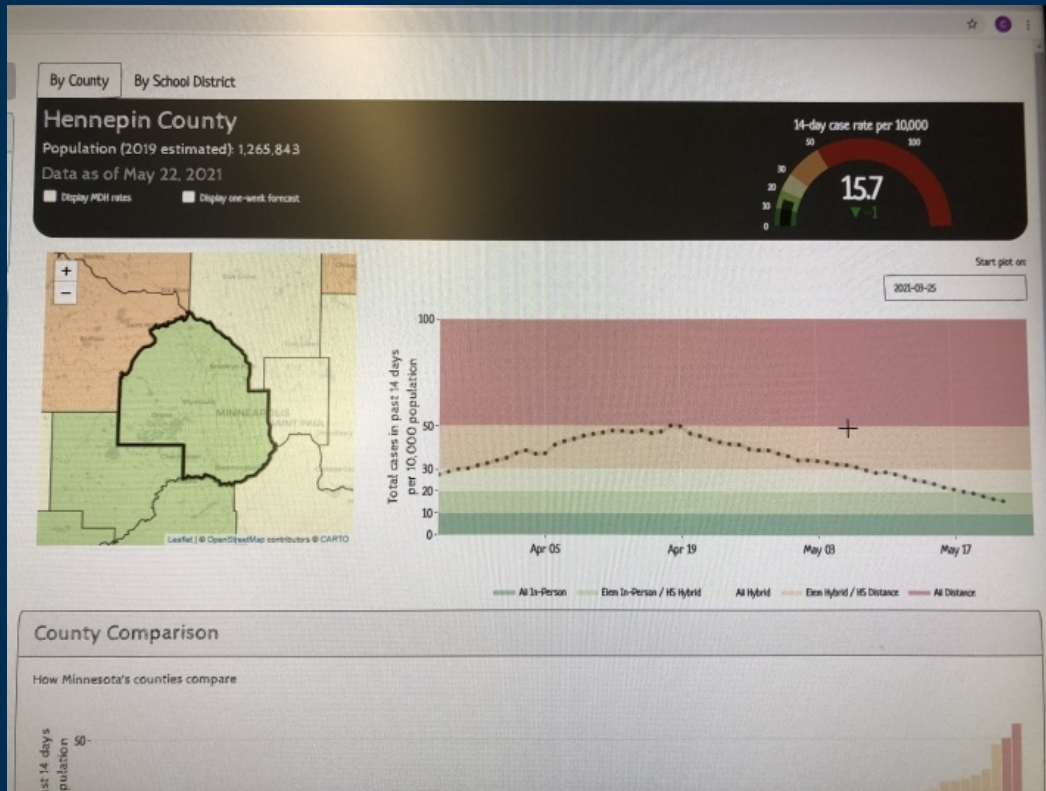 By County By School District
Hennepin County
Population (2019 estimated): 1,265,843
Data as of May 22, 2021
Display MDH rates Display one-week forecast
14-day case rate per 10,000
50 100
30
20
10
0
15.7
▼-1
+
−
MINNEAPOLIS
SAINT PAUL
Leaflet | © OpenStreetMap contributors © CARTO
Start plot on:
2021-03-25
Total cases in past 14 days
per 10,000 population
100
50
30
20
10
0
Apr 05 Apr 19 May 03 May 17
All In-Person Elem In-Person / HS Hybrid All Hybrid Elem Hybrid / HS Distance All Distance
County Comparison
How Minnesota's counties compare
st 14 days
pulation
50